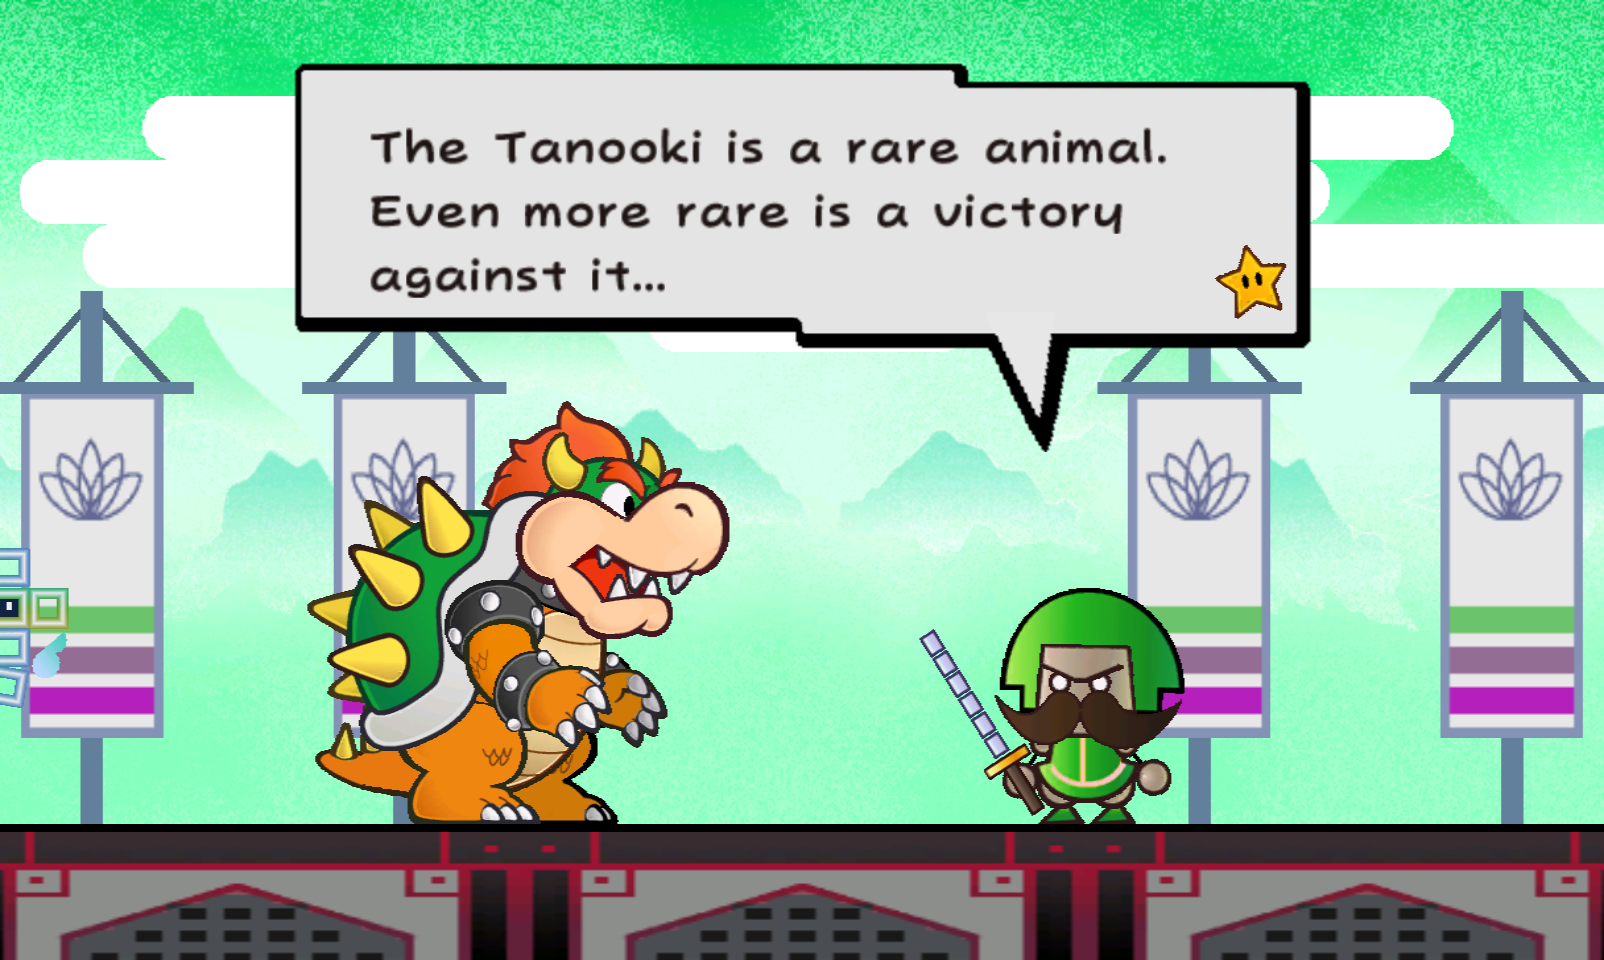 The Tanooki is a rare animal.
Even more rare is a victory
against it...